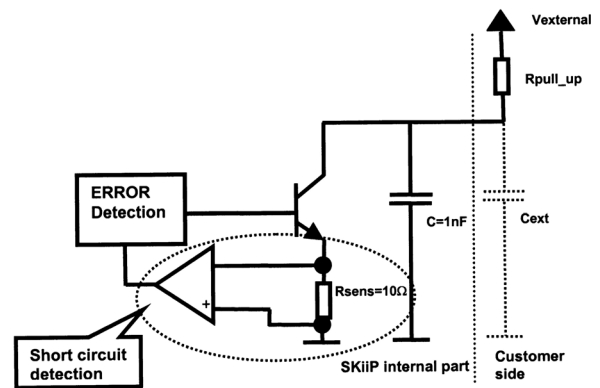 Vexternal
Rpull_up
ERROR
Detection
C=1nF
Cext
Rsens=10Ω
+
Short circuit
detection
SKiiP internal part
Customer
side